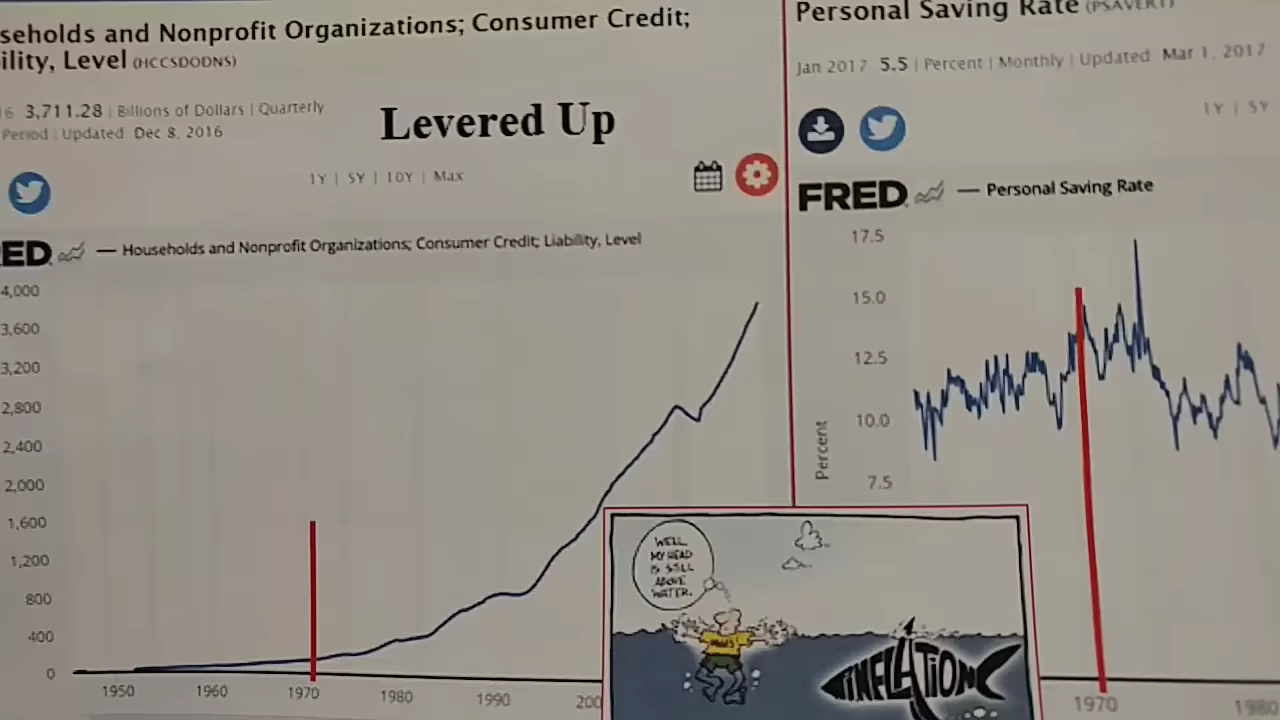 seholds and Nonprofit Organizations; Consumer Credit;
ility, Level (HCCSDODNS)
6 3,711.28 | Billions of Dollars | Quarterly
Period | Updated Dec 8, 2016
Levered Up
1Y | 5Y | 10Y | Max
ED — Households and Nonprofit Organizations; Consumer Credit; Liability, Level
4,000
3,600
3,200
2,800
2,400
2,000
1,600
1,200
800
400
0
1950 1960 1970 1980 1990 200
Personal Saving Rate (PSAVERT)
Jan 2017 5.5 | Percent | Monthly | Updated Mar 1, 2017
1Y | 5Y
FRED — Personal Saving Rate
17.5
15.0
12.5
10.0
7.5
Percent
1970 1980
WELL,
MY HEAD
IS STILL
ABOVE
WATER.
INFLATION